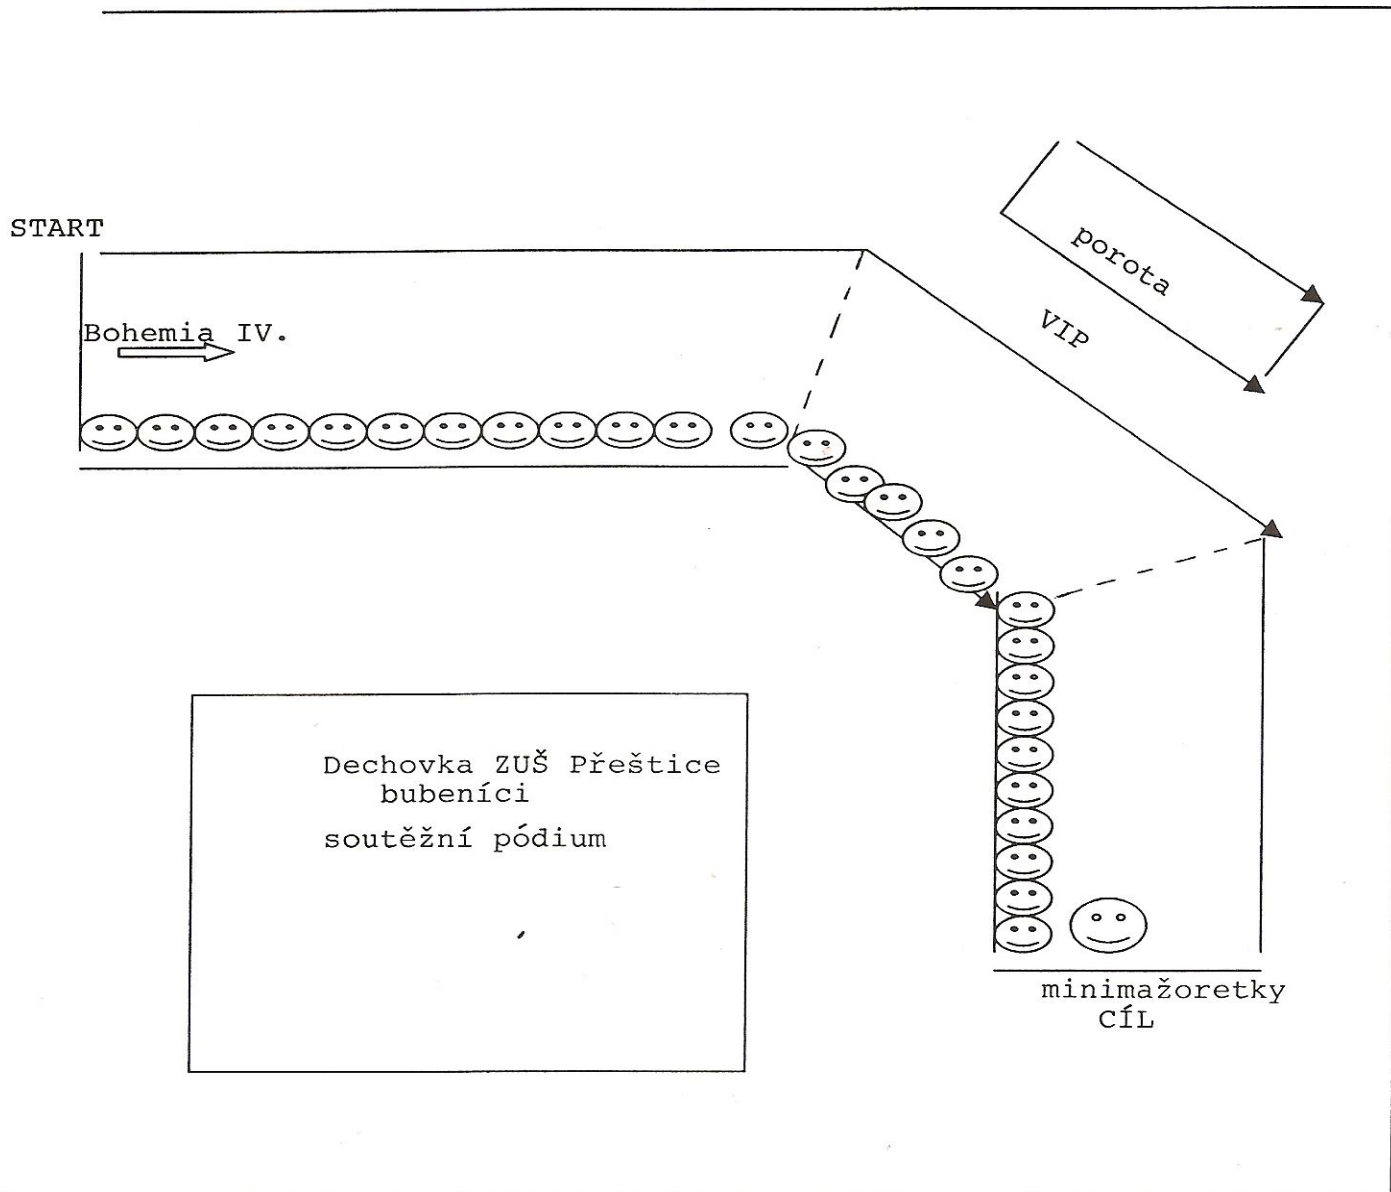 START
Bohemia IV.
porota
VIP
Dechovka ZUŠ Přeštice
bubeníci
soutěžní pódium
minimažoretky
CÍL